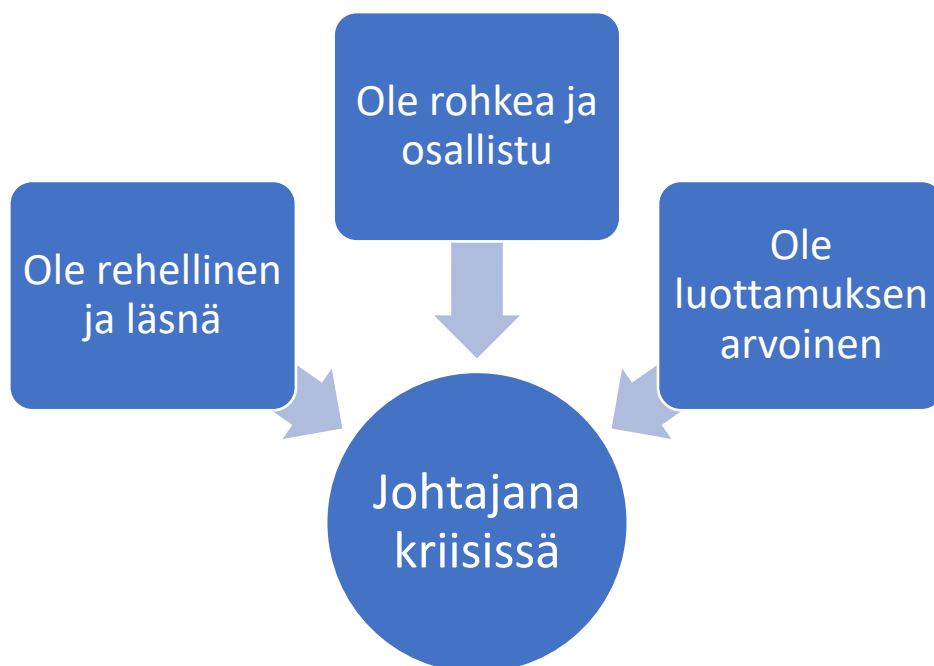 Ole rohkea ja
osallistu
Ole rehellinen
ja läsnä
Ole
luottamuksen
arvoinen
Johtajana
kriisissä